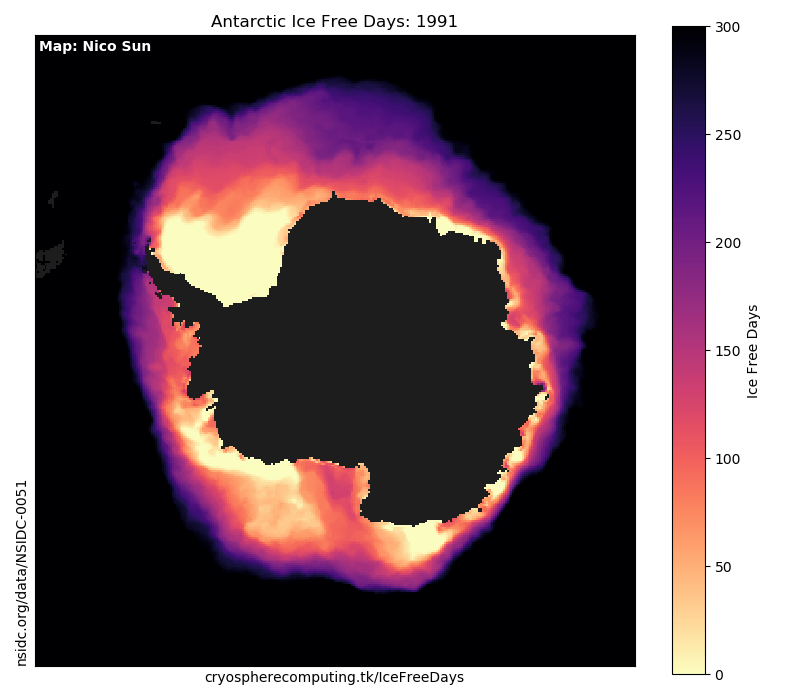 Antarctic Ice Free Days: 1991
Map: Nico Sun
300
250
200
150
100
50
0
Ice Free Days
nsidc.org/data/NSIDC-0051
cryospherecomputing.tk/IceFreeDays